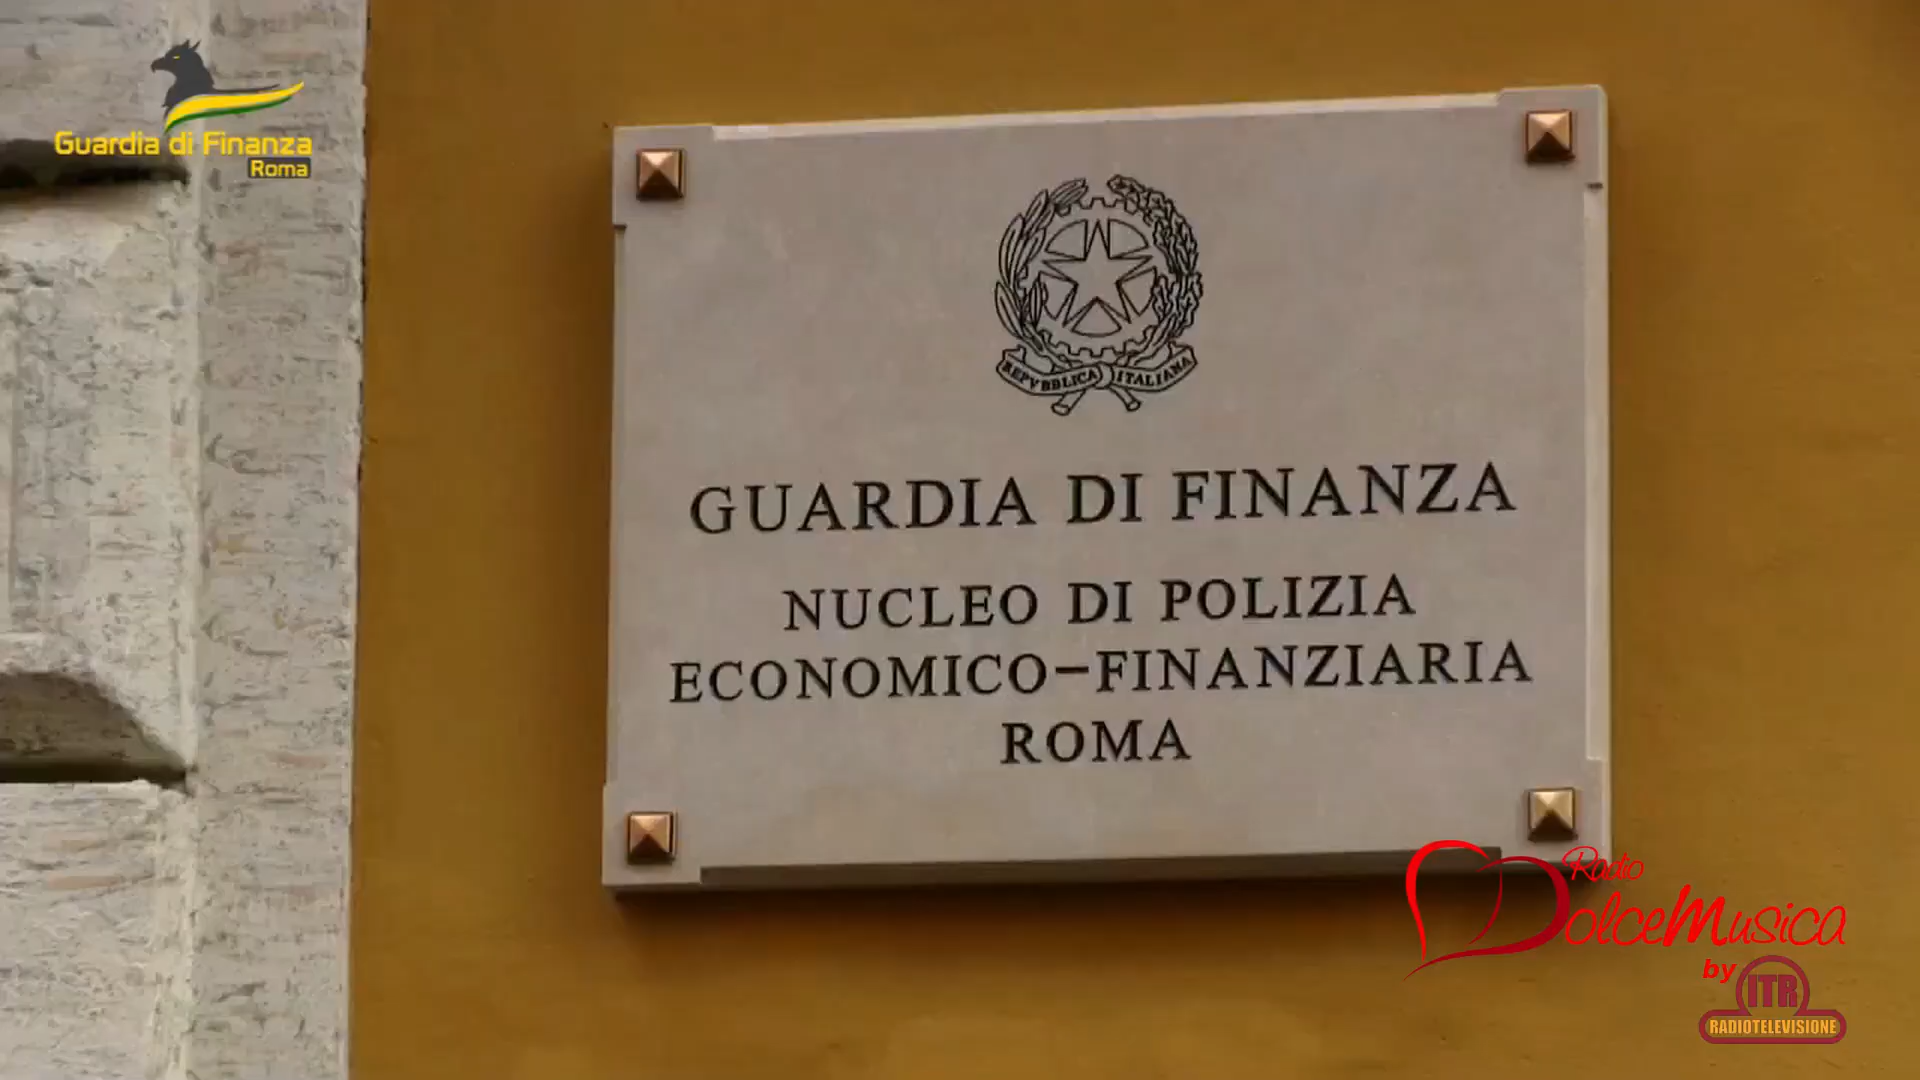 Guardia di Finanza
Roma
REPVBBLICA ITALIANA
GUARDIA DI FINANZA
NUCLEO DI POLIZIA
ECONOMICO-FINANZIARIA
ROMA
Radio
DolceMusica
by ITR
RADIOTELEVISIONE